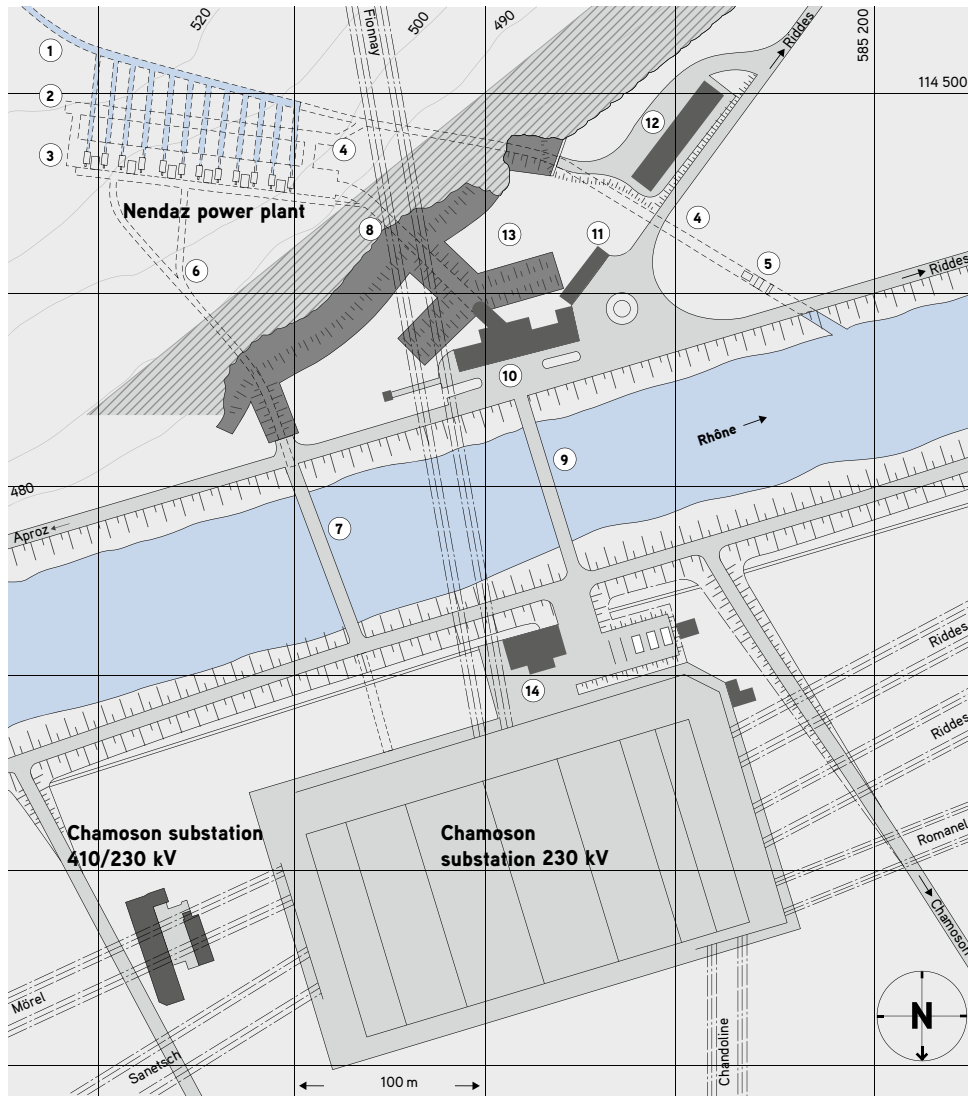 520
Fionnay
500
490
Riddes
585 200
1
114 500
2
12
3
4
Nendaz power plant
8
13
11
4
6
5
Riddes
10
Rhône
9
480
7
Aproz
Riddes
14
Riddes
Chamoson substation
410/230 kV
Chamoson
substation 230 kV
Romanel
Chamoson
Mörel
N
Sanetsch
Chandoline
100 m